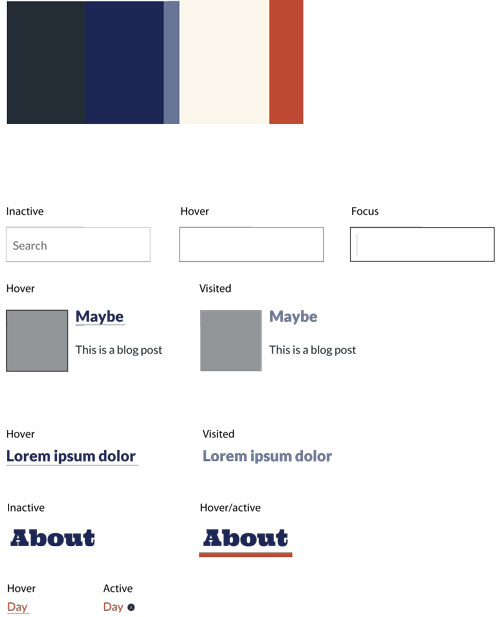 Inactive
Hover
Focus
Search
Hover
Visited
Maybe
Maybe
This is a blog post
This is a blog post
Hover
Visited
Lorem ipsum dolor
Lorem ipsum dolor
Inactive
Hover/active
About
About
Hover
Active
Day
Day